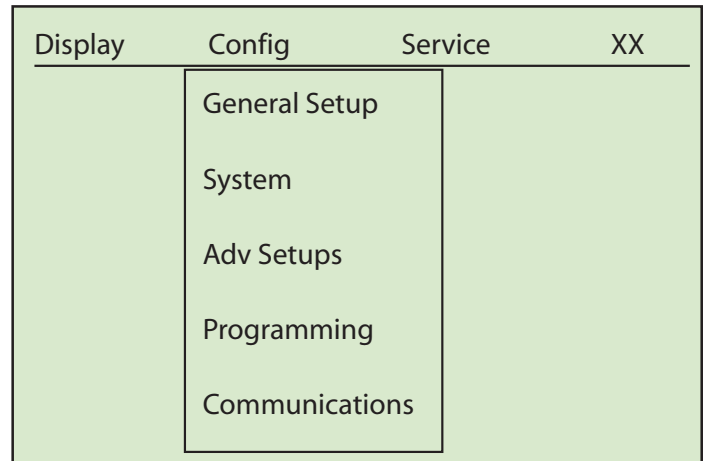 Display Config Service XX
General Setup
System
Adv Setups
Programming
Communications